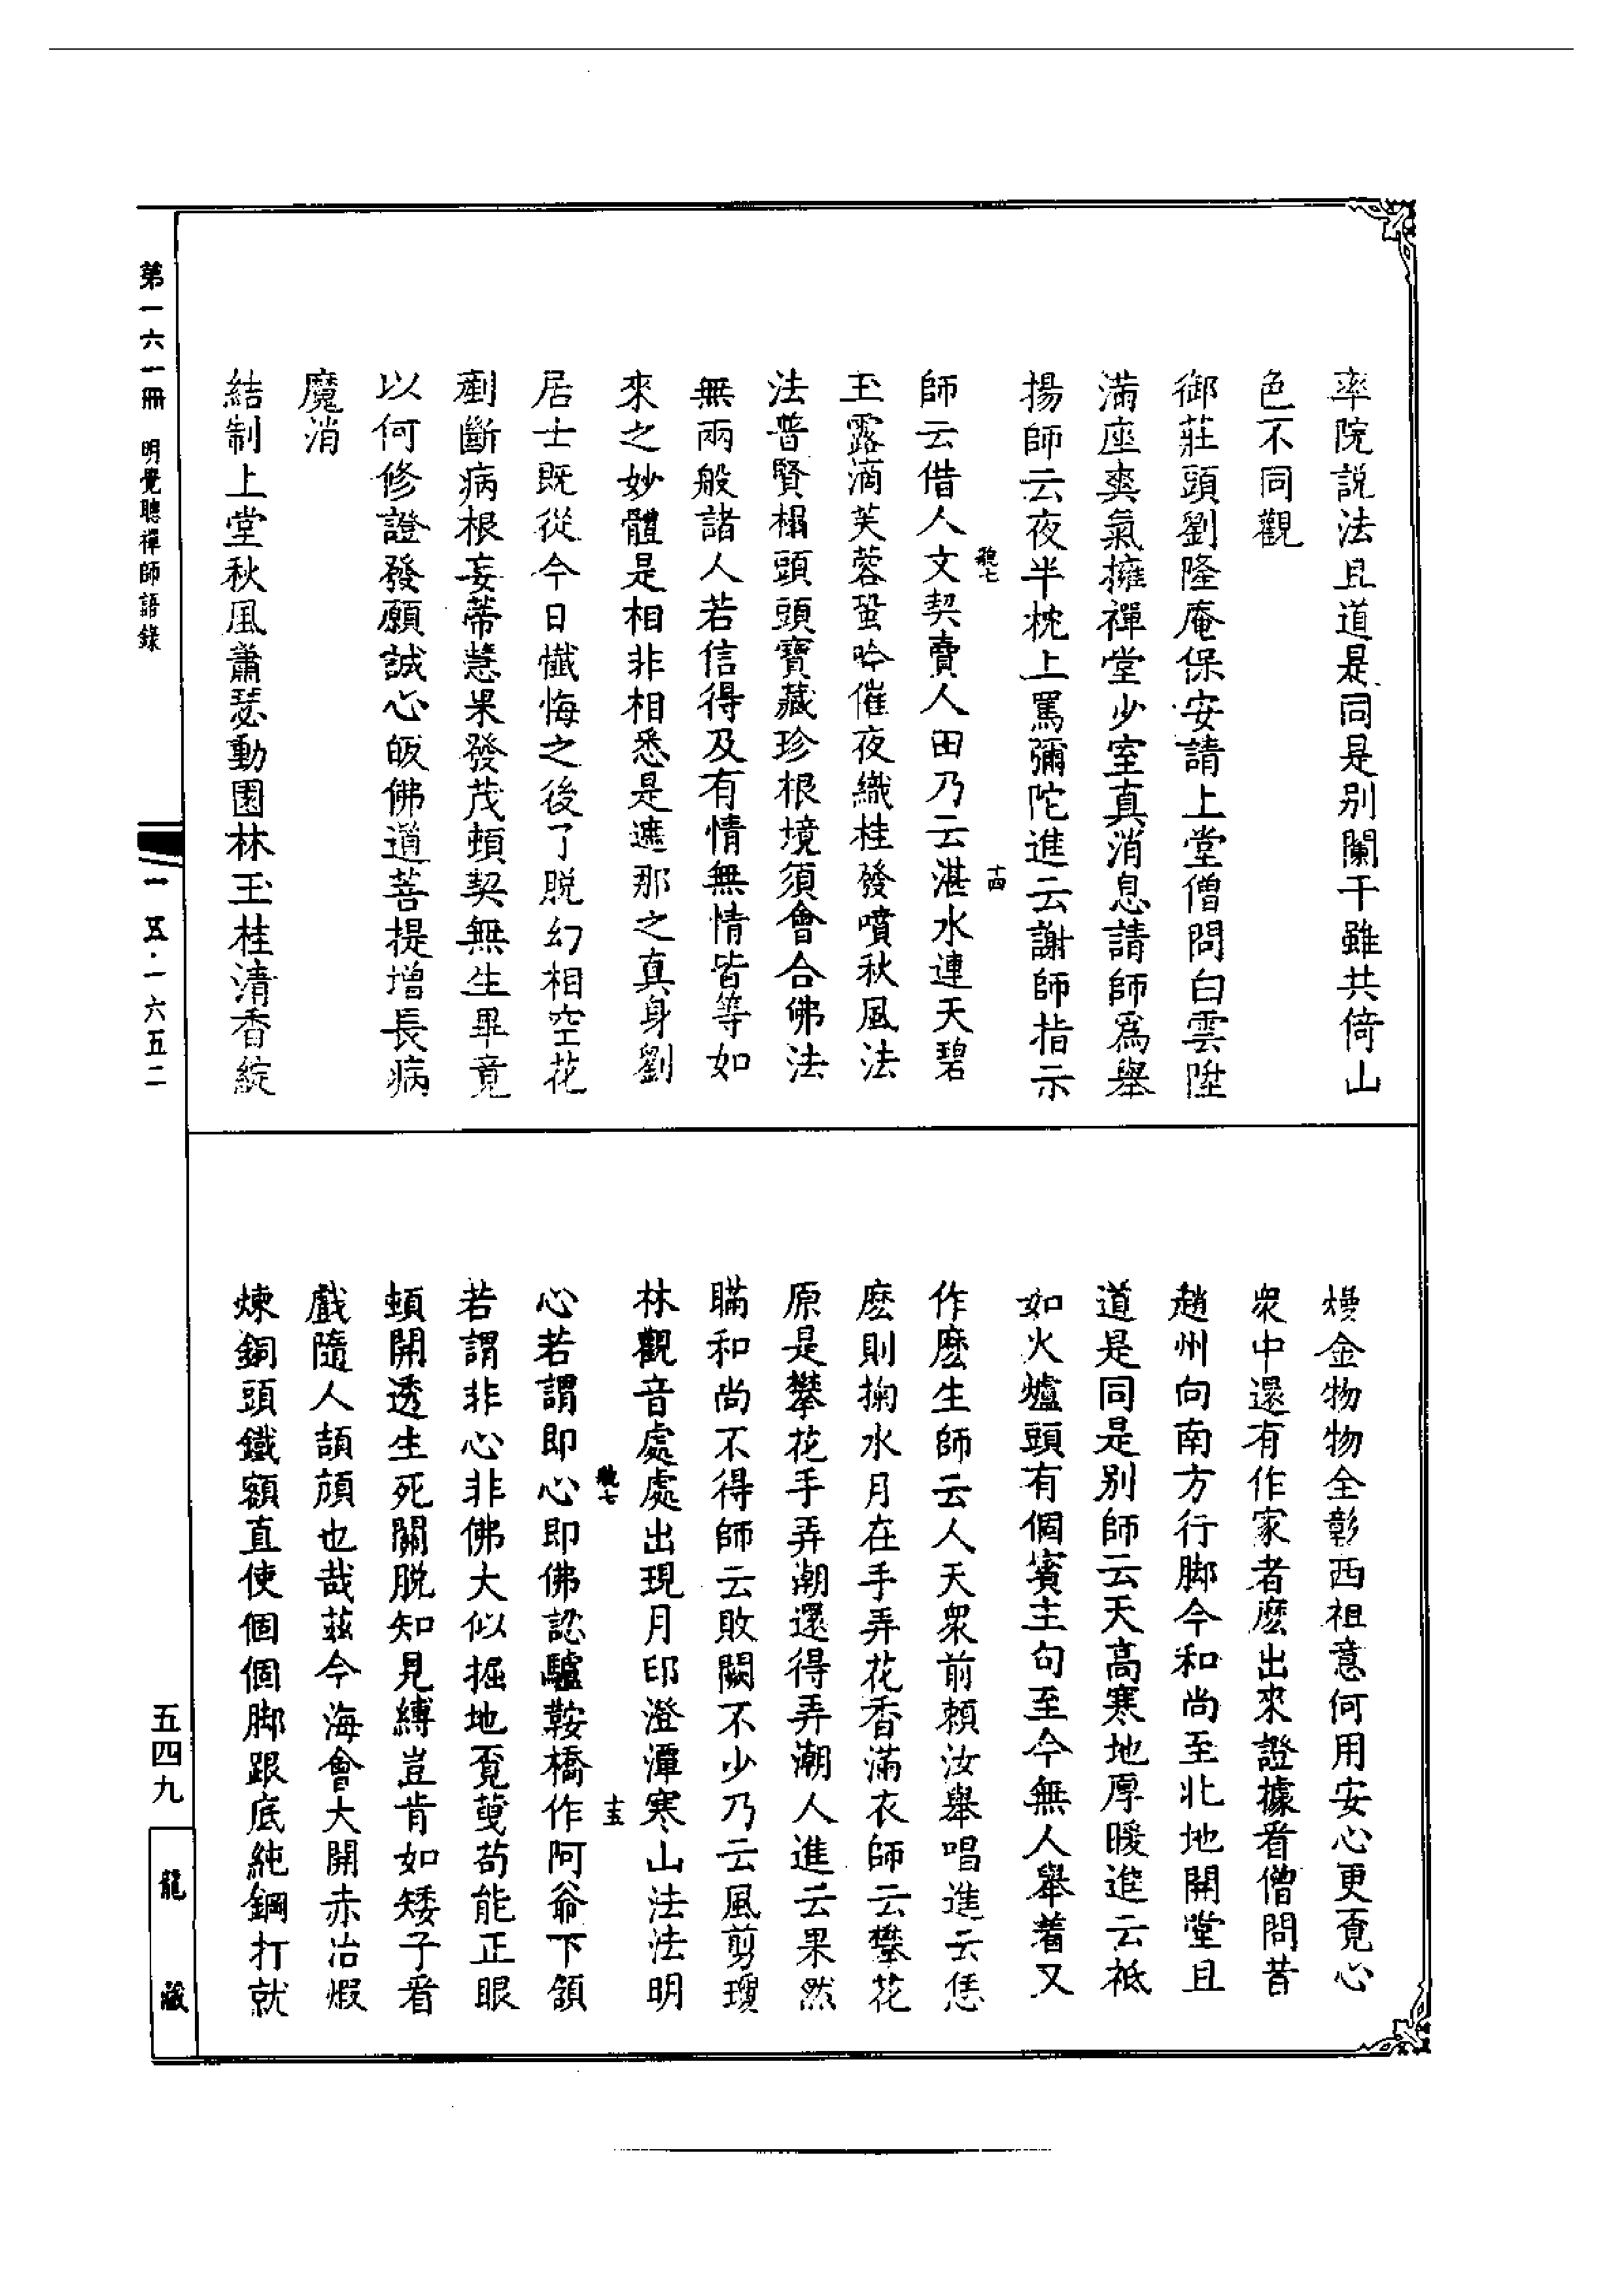 率院説法且道是同是别闌干雖共倚山
色不同觀
御莊頭劉隆庵保安請上堂僧問白雲陞
滿座爽氣擁禪堂少室真消息請師爲舉
揚師云夜半枕上罵彌陀進云謝師指示
師云借人文契賣人田乃云湛水連天碧
玉露滴芙蓉蛩吟催夜織桂發噴秋風法
法普賢榻頭頭寶藏珍根境須會合佛法
無兩般諸人若信得及有情無情皆等如
來之妙體是相非相悉是遮那之真身劉
居士既從今日懺悔之後了脱幻相空花
剷斷病根妄蒂慧果發茂頓契無生畢竟
以何修證發願誠心皈佛道菩提增長病
魔消
結制上堂秋風蕭瑟動園林玉桂清香綻
十四
㷫金物物全彰西祖意何用安心更覓心
衆中還有作家者麽出來證據看僧問昔
趙州向南方行脚今和尚至北地開堂且
道是同是别師云天高寒地厚暖進云祗
如火爐頭有個賓主句至今無人舉着又
作麽生師云人天衆前賴汝舉唱進云恁
麽則掬水月在手弄花香滿衣師云攀花
原是攀花手弄潮還得弄潮人進云果然
瞞和尚不得師云敗闕不少乃云風剪瓊
林觀音處處出現月印澄潭寒山法法明
心若謂即心即佛認驢鞍橋作阿爺下頷
若謂非心非佛大似掘地覓𦫿苟能正眼
頓開透生死關脱知見縛豈肯如矮子看
戲隨人頡頏也哉茲今海會大開赤冶煆
煉銅頭鐵額直使個個脚跟底純鋼打就
十五
第一六一冊 明覺聰禪師語錄
一五·一六五二
五四九
龍藏